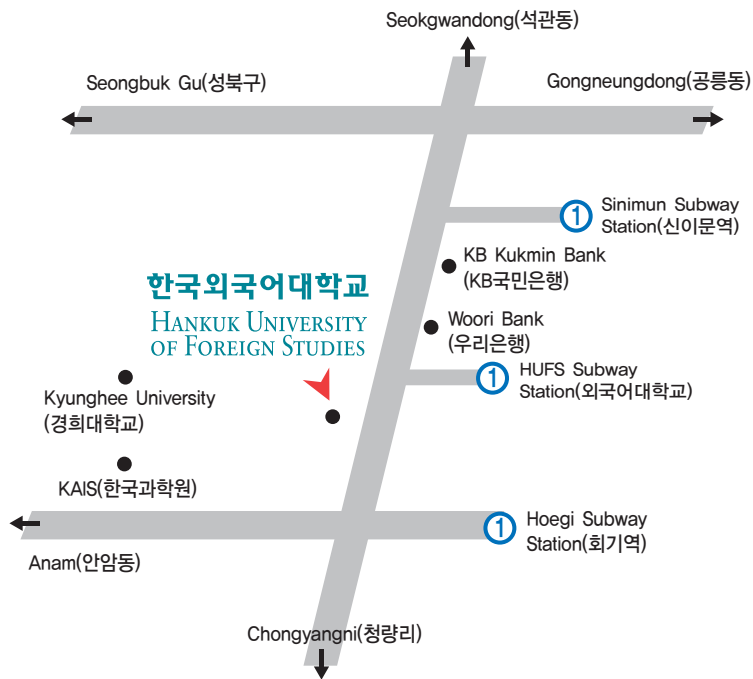 Seokgwandong(석관동)
Seongbuk Gu(성북구)
Gongneungdong(공릉동)
1
Sinimun Subway
Station(신이문역)
KB Kukmin Bank
(KB국민은행)
한국외국어대학교
HANKUK UNIVERSITY
OF FOREIGN STUDIES
Woori Bank
(우리은행)
1
HUFS Subway
Station(외국어대학교)
Kyunghee University
(경희대학교)
KAIS(한국과학원)
1
Hoegi Subway
Station(회기역)
Anam(안암동)
Chongyangni(청량리)